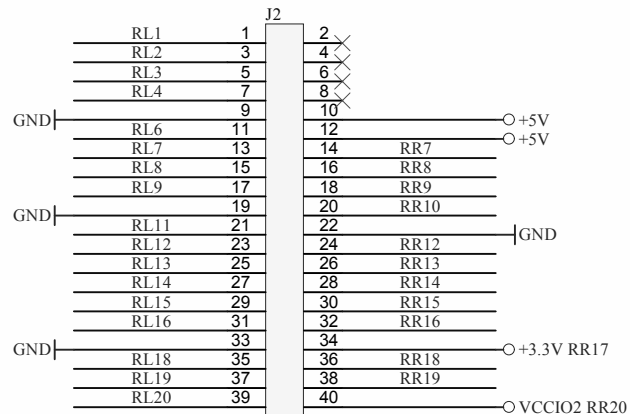 J2
RL1 1 2
RL2 3 4
RL3 5 6
RL4 7 8
GND 9 10 +5V
RL6 11 12 +5V
RL7 13 14 RR7
RL8 15 16 RR8
RL9 17 18 RR9
GND 19 20 RR10
RL11 21 22 GND
RL12 23 24 RR12
RL13 25 26 RR13
RL14 27 28 RR14
RL15 29 30 RR15
RL16 31 32 RR16
GND 33 34 +3.3V RR17
RL18 35 36 RR18
RL19 37 38 RR19
RL20 39 40 VCCIO2 RR20